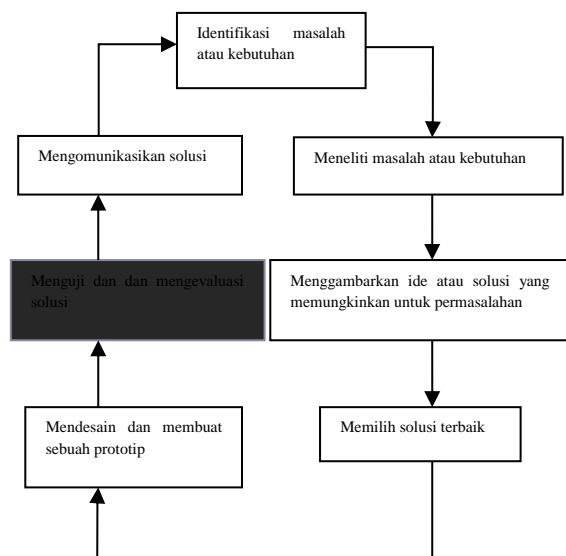 Identifikasi masalah
atau kebutuhan
Mengomunikasikan solusi
Meneliti masalah atau kebutuhan
Menguji dan dan mengevaluasi
solusi
Menggambarkan ide atau solusi yang
memungkinkan untuk permasalahan
Mendesain dan membuat
sebuah prototip
Memilih solusi terbaik